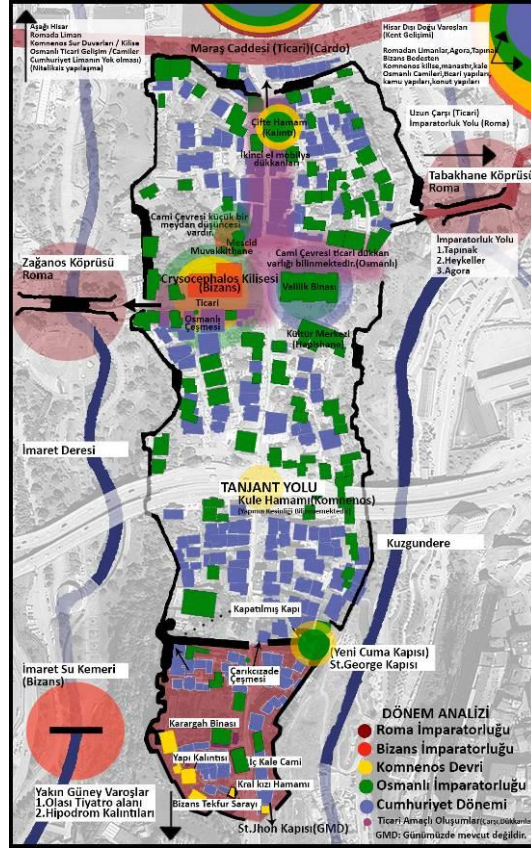 Aşağı Hisar
Romada Liman
Komnenos Sur Duvarları / Kilise
Osmanlı Ticari Gelişim /Camiler
Cumhuriyet Limanın Yok olması)
(Niteliksiz yapılaşma)
Hisar Dışı Doğu Varoşları
(Kent Gelişimi)
Romadan Limanlar,Agora,Tapınak
Bizans Bedesten
Komnenos kilise,manastır,kale
Osmanlı Camileri,ticari yapıları,
kamu yapıları,konut yapıları
Maraş Caddesi (Ticari)(Cardo)
Uzun Çarşı (Ticari)
İmparatorluk Yolu (Roma)
Çifte Hamam
(Kalıntı)
İkinci el mobilya
dükkanları
Tabakhane Köprüsü
Roma
İmparatorluk Yolu
1.Tapınak
2.Heykeller
3.Agora
Cami Çevresi küçük bir
meydan düşüncesi
vardır.
Mescid
Muvakkithane
Cami Çevresi ticari dükkan
varlığı bilinmektedir.(Osmanlı)
Zağanos Köprüsü
Roma
Crysocephalos Kilisesi
(Bizans)
Valilik Binası
Ticari
Osmanlı
Çeşmesi
Kültür Merkezi
(Hapishane)
İmaret Deresi
TANJANT YOLU
Kule Hamamı(Komnenos)
(Yapının Kesinliği Bilinmemektedir)
Kuzgundere
Kapatılmış Kapı
(Yeni Cuma Kapısı)
St.George Kapısı
Çarıkcızade
Çeşmesi
İmaret Su Kemeri
(Bizans)
Karargah Binası
Yapı Kalıntısı
İç Kale Cami
Kral kızı Hamamı
Bizans Tekfur Sarayı
St.Jhon Kapısı(GMD)
Yakın Güney Varoşlar
1.Olası Tiyatro alanı
2.Hipodrom Kalıntıları
DÖNEM ANALİZİ
Roma İmparatorluğu
Bizans İmparatorluğu
Komnenos Devri
Osmanlı İmparatorluğu
Cumhuriyet Dönemi
Ticari Amaçlı Oluşumlar(Çarşı,Dükkanlar
GMD: Günümüzde mevcut değildir.